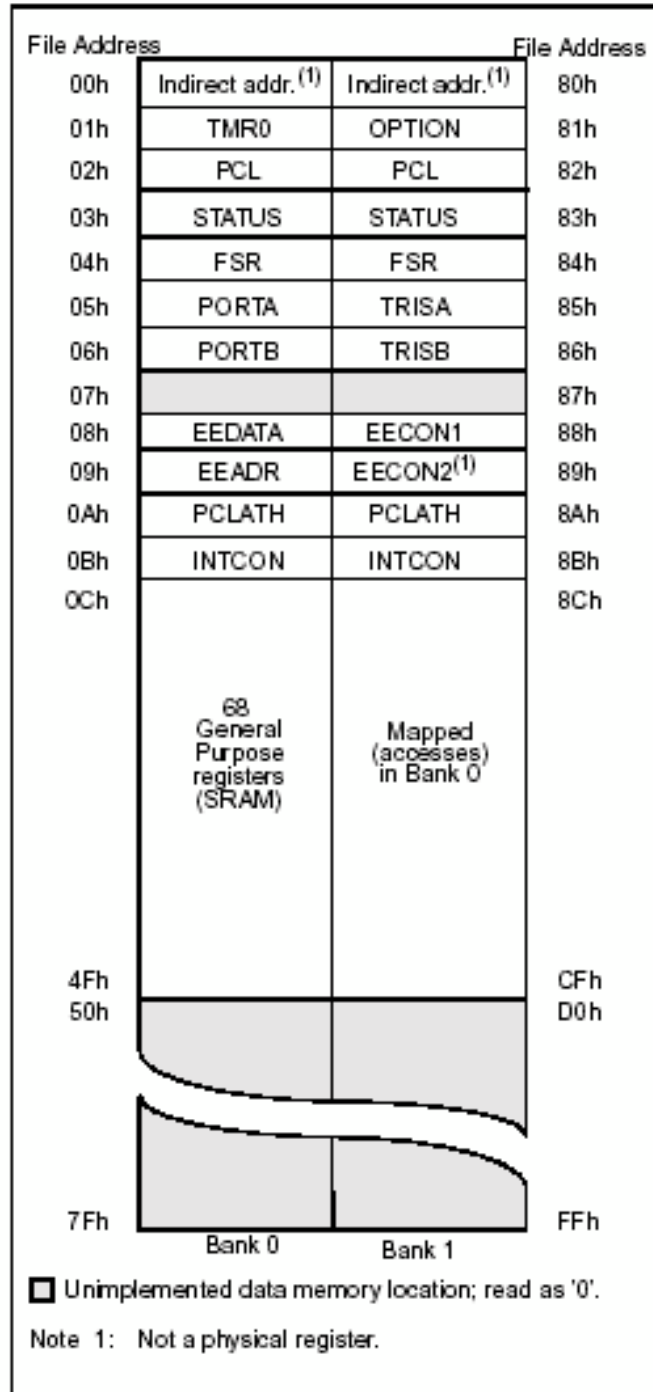 File Address File Address
00h Indirect addr.(1) Indirect addr.(1) 80h
01h TMR0 OPTION 81h
02h PCL PCL 82h
03h STATUS STATUS 83h
04h FSR FSR 84h
05h PORTA TRISA 85h
06h PORTB TRISB 86h
07h 87h
08h EEDATA EECON1 88h
09h EEADR EECON2(1) 89h
0Ah PCLATH PCLATH 8Ah
0Bh INTCON INTCON 8Bh
0Ch 8Ch
68
General
Purpose
registers
(SRAM)
Mapped
(accesses)
in Bank 0
4Fh CFh
50h D0h
7Fh FFh
Bank 0 Bank 1
Unimplemented data memory location; read as '0'.
Note 1: Not a physical register.